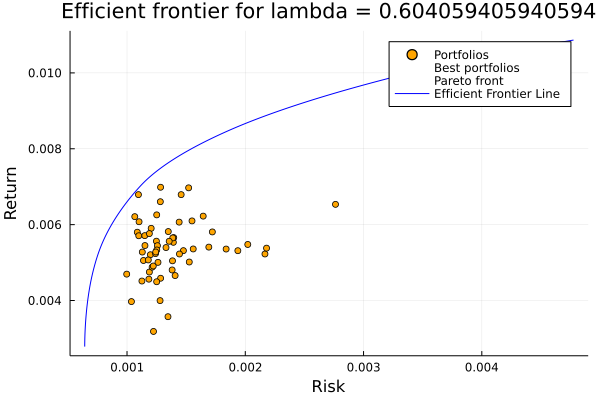 Efficient frontier for lambda = 0.604059405940594
Portfolios
Best portfolios
Pareto front
Efficient Frontier Line
Return
0.010
0.008
0.006
0.004
0.001
0.002
0.003
0.004
Risk